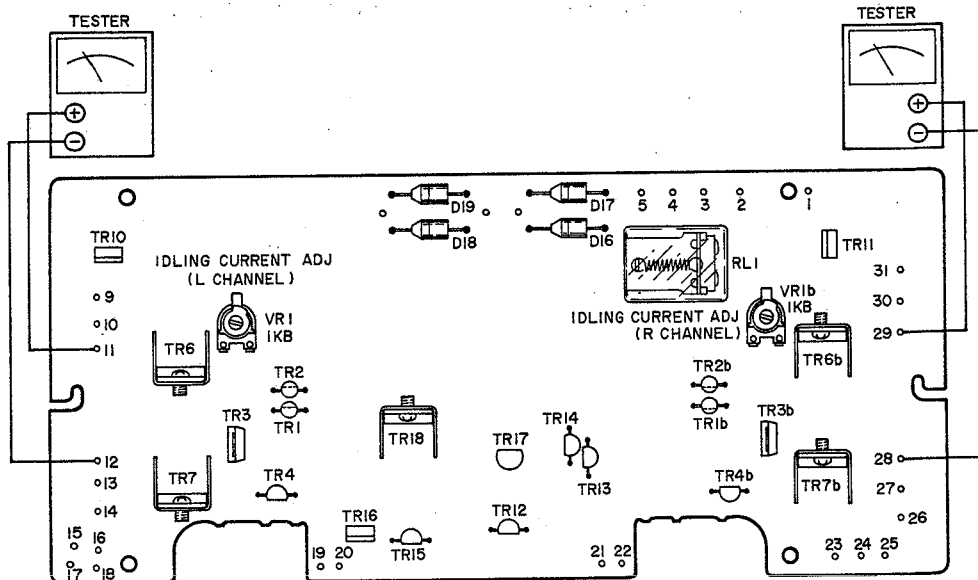 TESTER
TESTER
+
-
+
-
D19
D17
5 4 3 2 1
D18
D16
TR10
TR11
IDLING CURRENT ADJ
(L CHANNEL)
RL1
31
9
VR1
1KB
VR1b
1KB
30
10
IDLING CURRENT ADJ
(R CHANNEL)
29
11
TR6
TR6b
TR2
TR2b
TR1
TR1b
TR3
TR18
TR14
TR17
TR3b
12
28
13
TR7
TR4
TR13
TR4b
TR7b
27
14
26
TR16
TR12
15
16
TR15
17
18
19 20
21 22
23 24 25